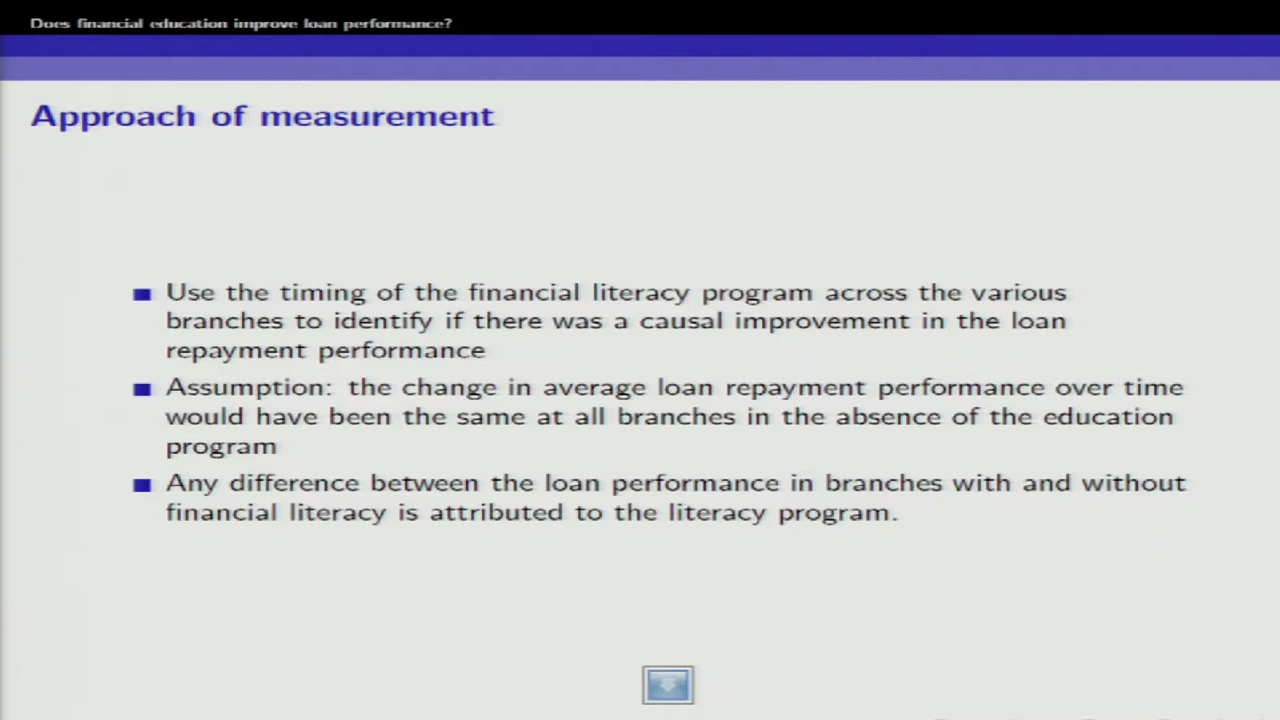 Does financial education improve loan performance?
Approach of measurement
Use the timing of the financial literacy program across the various
branches to identify if there was a causal improvement in the loan
repayment performance
Assumption: the change in average loan repayment performance over time
would have been the same at all branches in the absence of the education
program
Any difference between the loan performance in branches with and without
financial literacy is attributed to the literacy program.